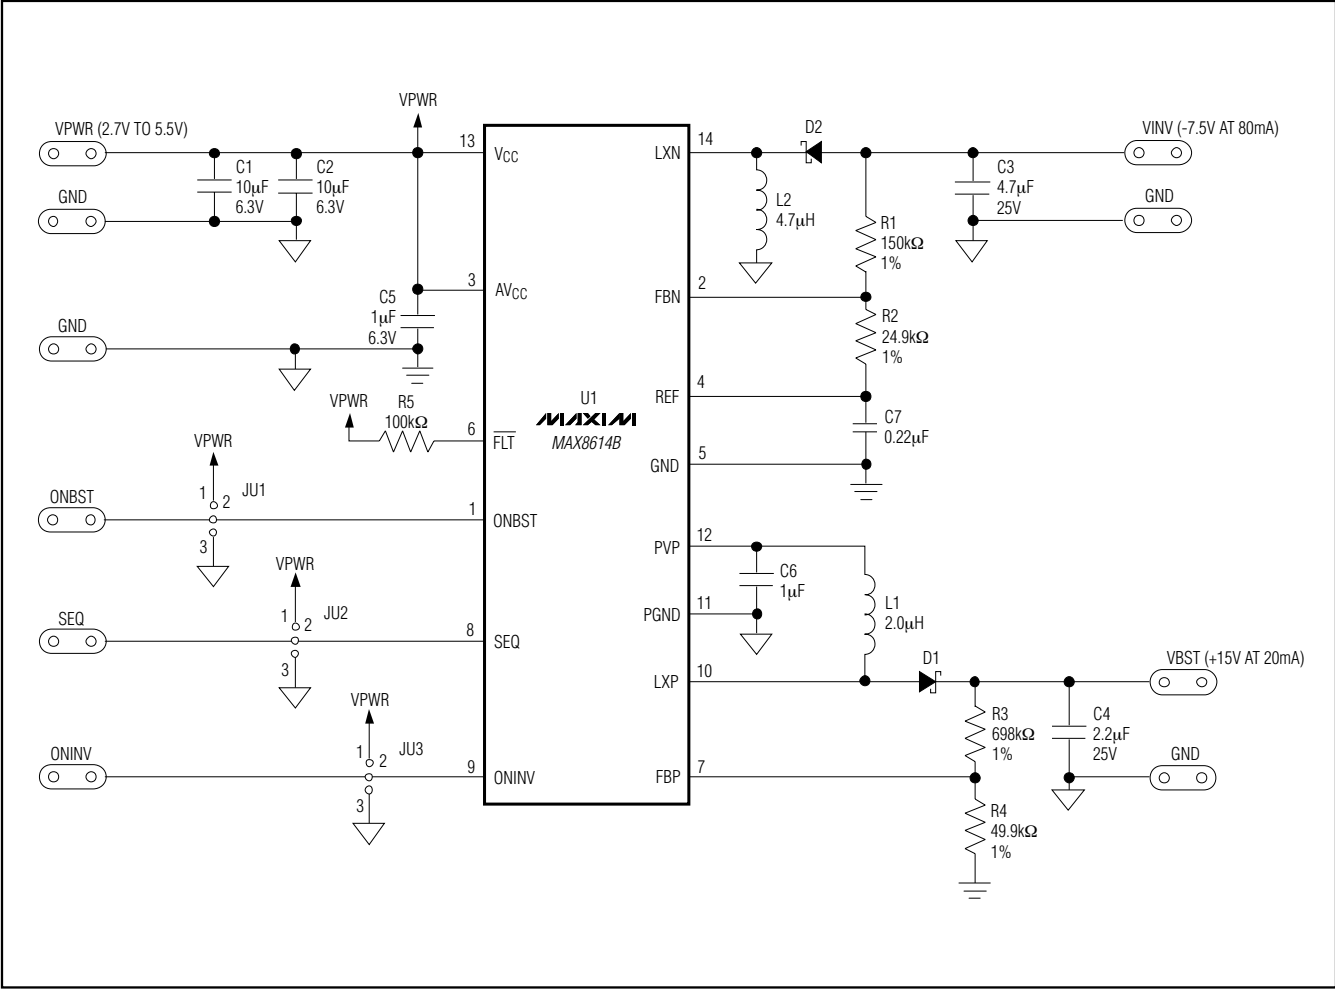 VPWR
VPWR (2.7V TO 5.5V)
C1
10μF
6.3V
C2
10μF
6.3V
GND
13
VCC
3
AVCC
C5
1μF
6.3V
GND
VPWR
R5
100kΩ
6
FLT
VPWR
1
2
JU1
3
ONBST
1
ONBST
VPWR
1
2
JU2
3
SEQ
8
SEQ
VPWR
1
2
JU3
3
ONINV
9
ONINV
U1
MAXIM
MAX8614B
LXN
14
D2
VINV (-7.5V AT 80mA)
L2
4.7μH
C3
4.7μF
25V
GND
R1
150kΩ
1%
FBN
2
R2
24.9kΩ
1%
REF
4
C7
0.22μF
GND
5
PVP
12
C6
1μF
PGND
11
L1
2.0μH
LXP
10
D1
VBST (+15V AT 20mA)
R3
698kΩ
1%
C4
2.2μF
25V
GND
FBP
7
R4
49.9kΩ
1%